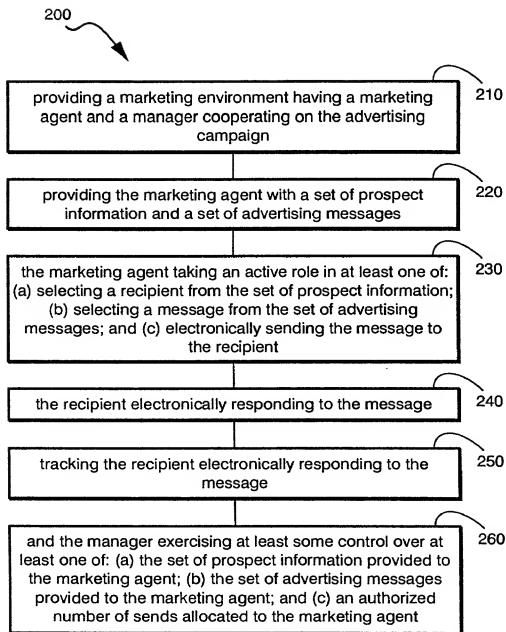 200
210
providing a marketing environment having a marketing
agent and a manager cooperating on the advertising
campaign
220
providing the marketing agent with a set of prospect
information and a set of advertising messages
230
the marketing agent taking an active role in at least one of:
(a) selecting a recipient from the set of prospect information;
(b) selecting a message from the set of advertising
messages; and (c) electronically sending the message to
the recipient
240
the recipient electronically responding to the message
250
tracking the recipient electronically responding to the
message
260
and the manager exercising at least some control over at
least one of: (a) the set of prospect information provided to
the marketing agent; (b) the set of advertising messages
provided to the marketing agent; and (c) an authorized
number of sends allocated to the marketing agent